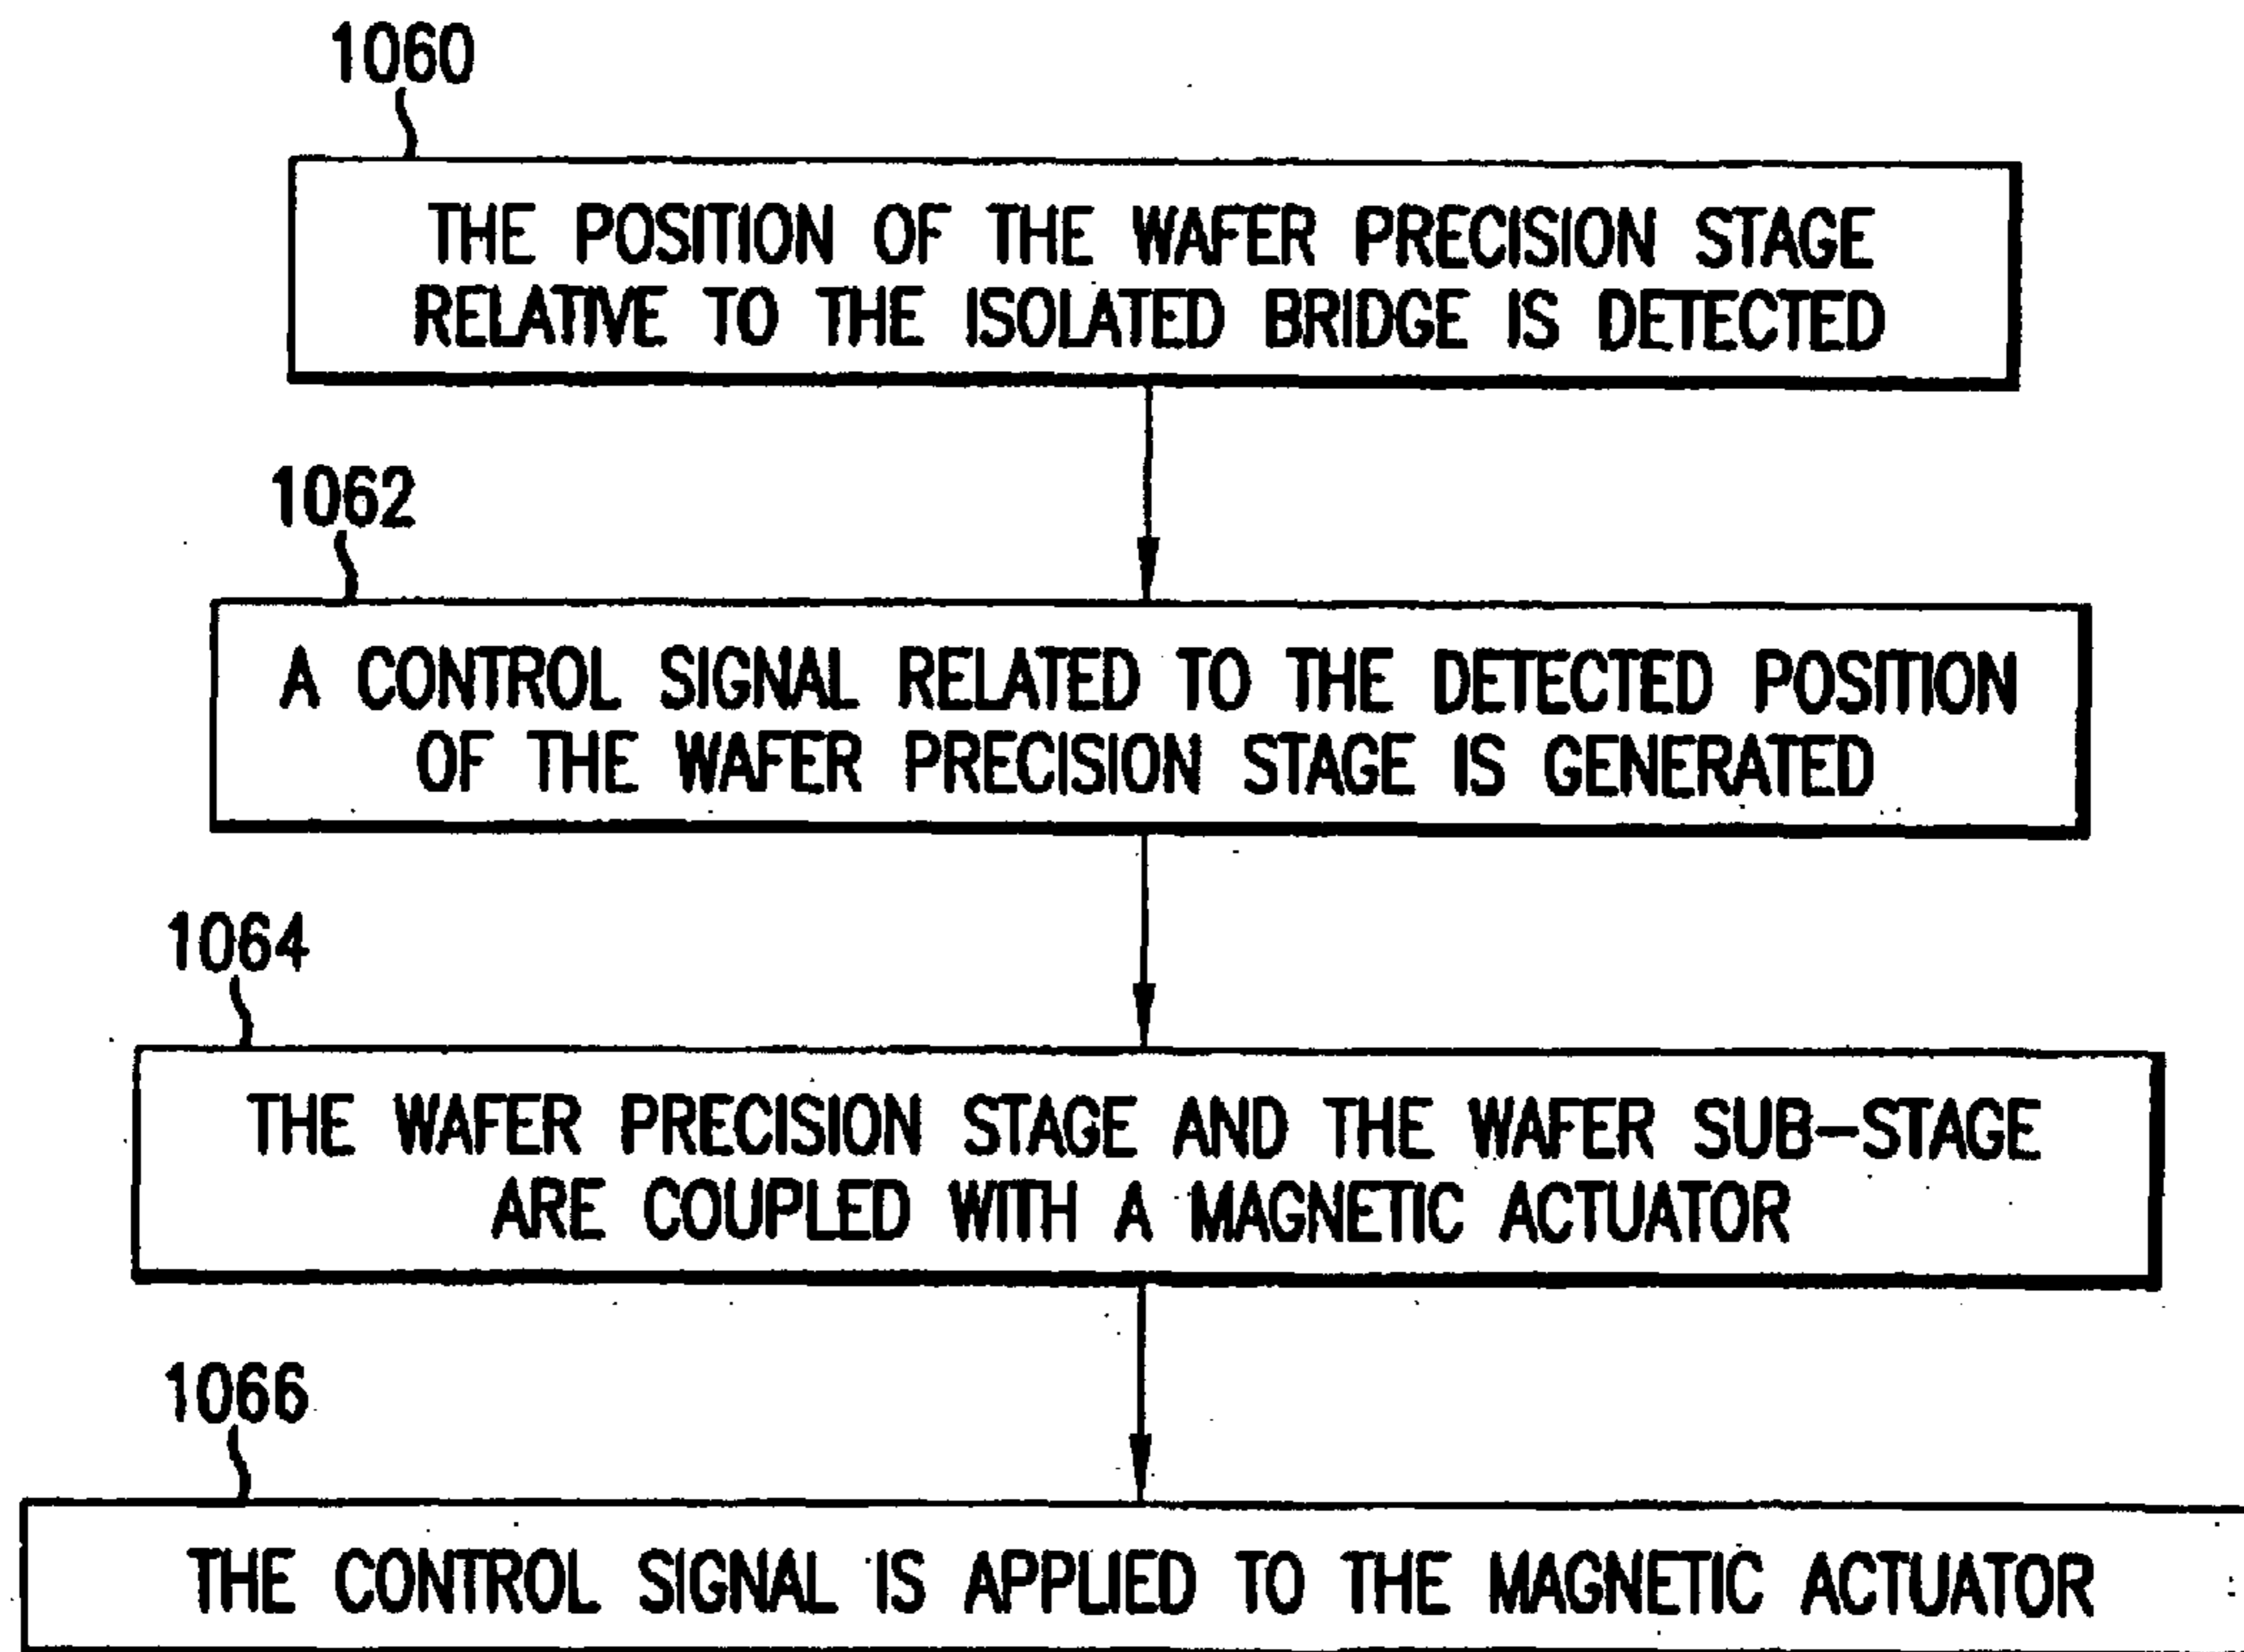 1060
THE POSITION OF THE WAFER PRECISION STAGE
RELATIVE TO THE ISOLATED BRIDGE IS DETECTED
1062
A CONTROL SIGNAL RELATED TO THE DETECTED POSITION
OF THE WAFER PRECISION STAGE IS GENERATED
1064
THE WAFER PRECISION STAGE AND THE WAFER SUB-STAGE
ARE COUPLED WITH A MAGNETIC ACTUATOR
1066
THE CONTROL SIGNAL IS APPLIED TO THE MAGNETIC ACTUATOR